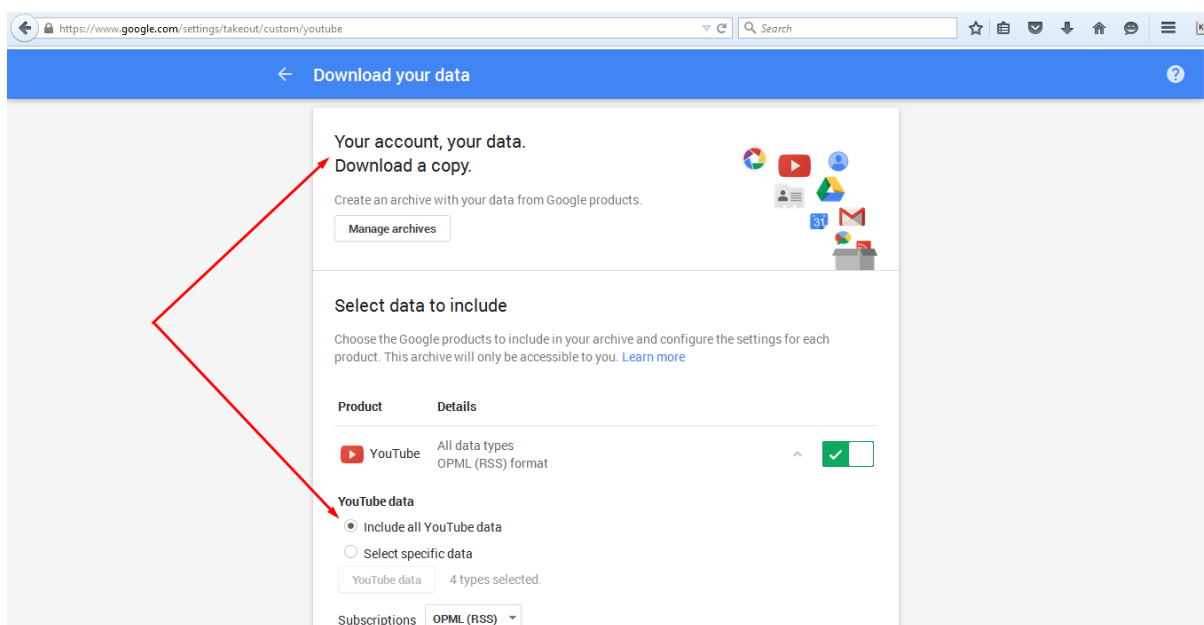 https://www.google.com/settings/takeout/custom/youtube
Search
Download your data
?
Your account, your data.
Download a copy.
Create an archive with your data from Google products.
Manage archives
31
Select data to include
Choose the Google products to include in your archive and configure the settings for each
product. This archive will only be accessible to you. Learn more
Product Details
YouTube
All data types
OPML (RSS) format
YouTube data
Include all YouTube data
Select specific data
YouTube data 4 types selected.
Subscriptions OPML (RSS)